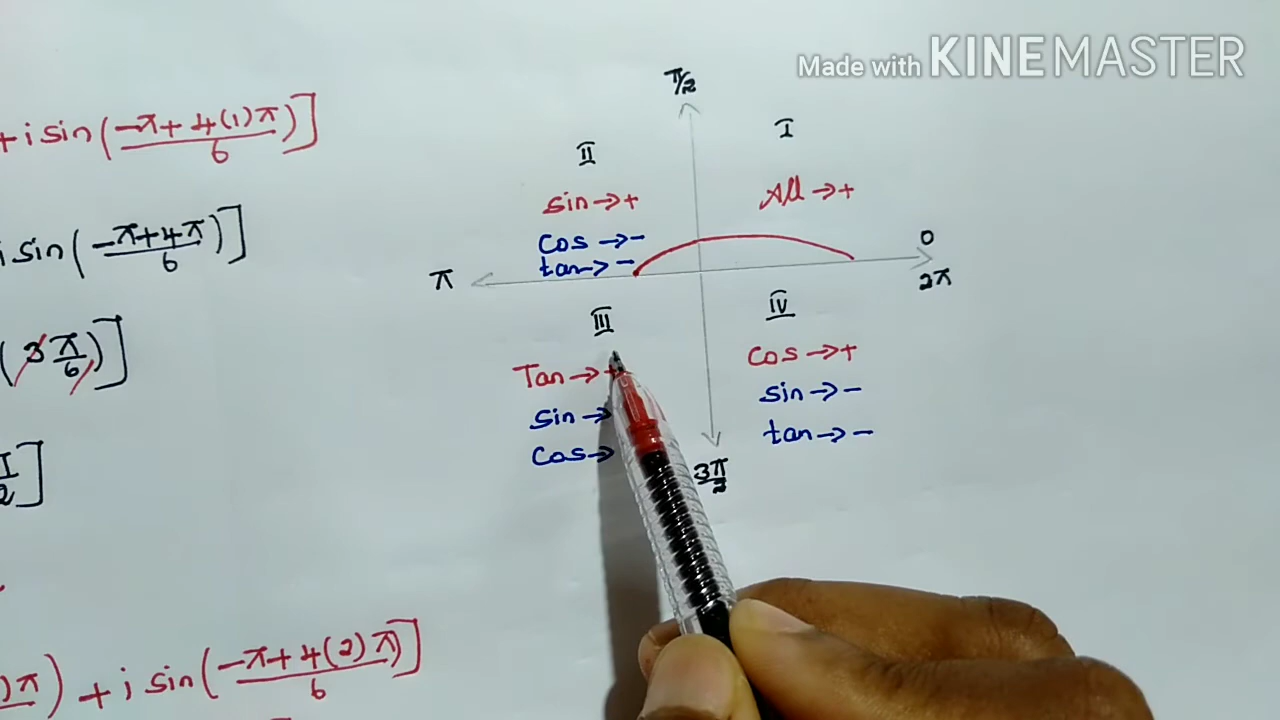 Made with KINEMASTER
+ i sin (-π + 4(1)π / 6)]
i sin (-π + 4π / 6)]
(3π/6)]
2]
)π) + i sin (-π + 4(2)π / 6)]
π/2
II
sin → +
cos → -
tan → -
I
All → +
π
0
2π
III
Tan → +
sin →
cos →
IV
cos → +
sin → -
tan → -
3π/2